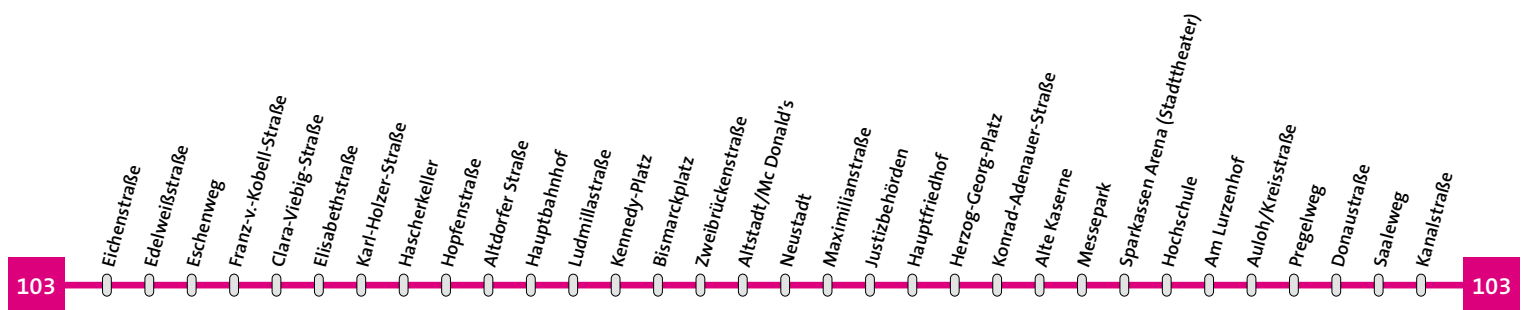 103
Eichenstraße
Edelweißsstraße
Eschenweg
Franz-v.-Kobell-Straße
Clara-Viebig-Straße
Elisabethstraße
Karl-Holzer-Straße
Hascherkeller
Hopfenstraße
Altdorfer Straße
Hauptbahnhof
Ludmillastraße
Kennedy-Platz
Bismarckplatz
Zweibrückenstraße
Altstadt/Mc Donald's
Neustadt
Maximilianstraße
Justizbehörden
Hauptfriedhof
Herzog-Georg-Platz
Konrad-Adenauer-Straße
Alte Kaserne
Messepark
Sparkassen Arena (Stadttheater)
Hochschule
Am Lurzenhof
Auloh/Kreisstraße
Pregelweg
Donaustraße
Saaleweg
Kanalstraße
103